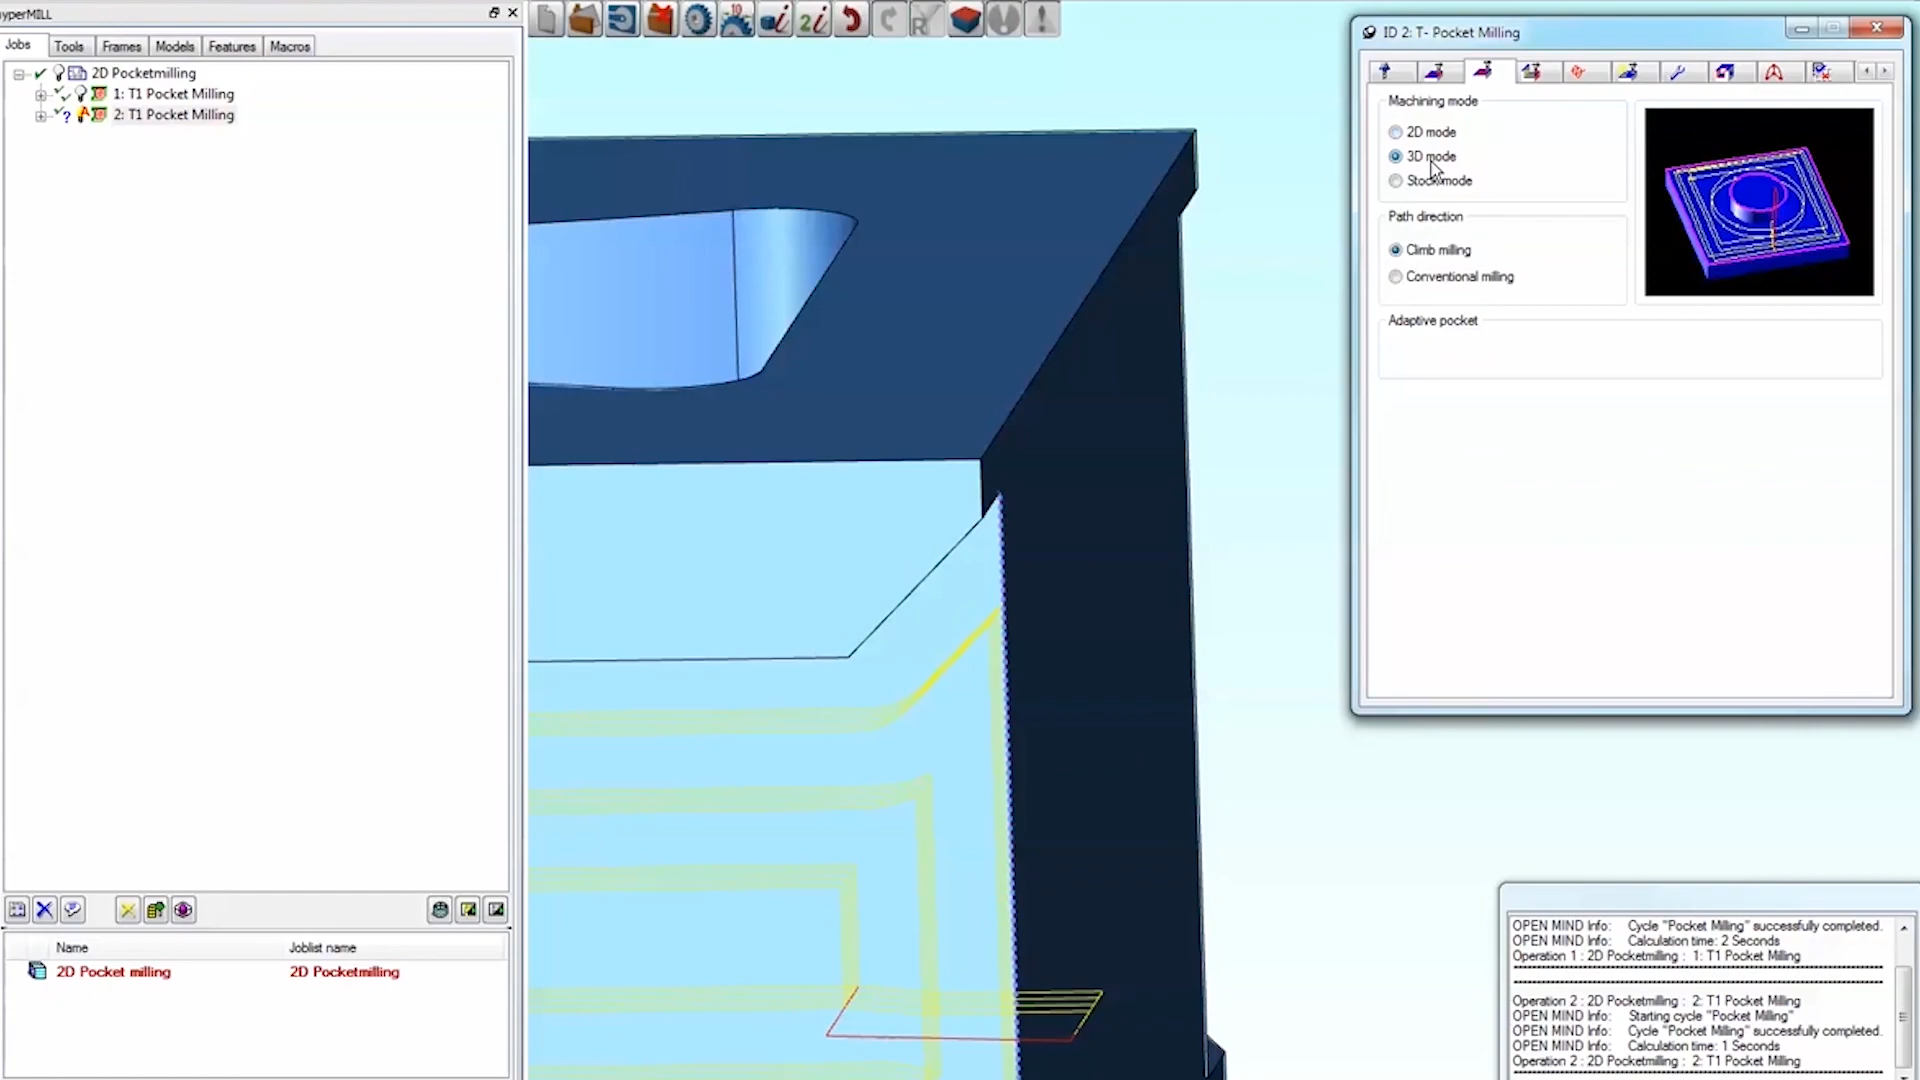 yperMILL
Jobs Tools Frames Models Features Macros
2D Pocketmilling
1: T1 Pocket Milling
2: T1 Pocket Milling
Name Joblist name
2D Pocket milling 2D Pocketmilling
10
ID 2: T- Pocket Milling
Machining mode
2D mode
3D mode
Stock mode
Path direction
Climb milling
Conventional milling
Adaptive pocket
OPEN MIND Info: Cycle "Pocket Milling" successfully completed.
OPEN MIND Info: Calculation time: 2 Seconds
Operation 1 : 2D Pocketmilling : 1: T1 Pocket Milling
Operation 2 : 2D Pocketmilling : 2: T1 Pocket Milling
OPEN MIND Info: Starting cycle "Pocket Milling"
OPEN MIND Info: Cycle "Pocket Milling" successfully completed.
OPEN MIND Info: Calculation time: 1 Seconds
Operation 2 : 2D Pocketmilling : 2: T1 Pocket Milling